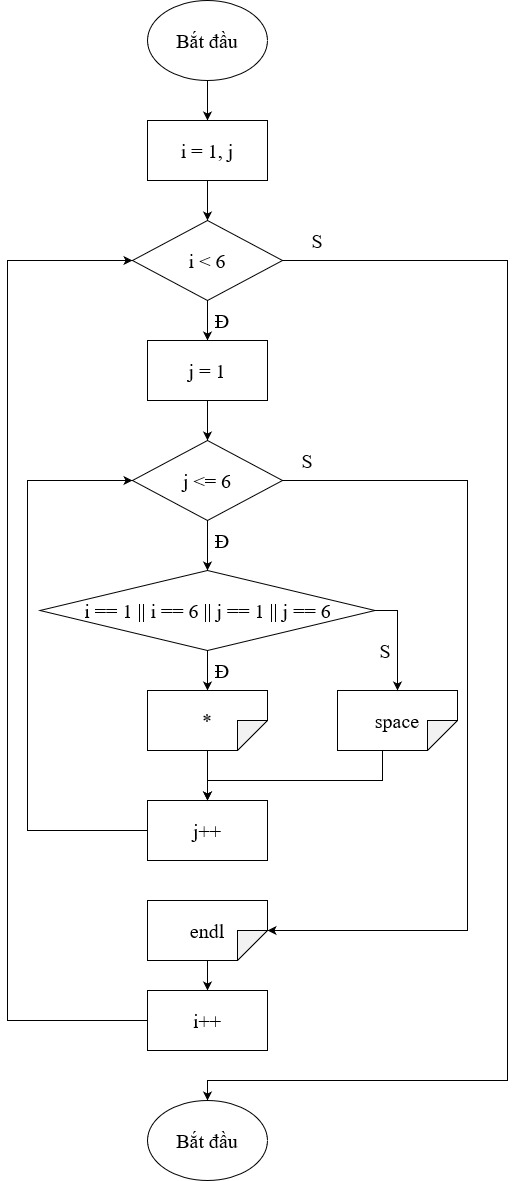 Bắt đầu
i = 1, j
i < 6
S
Đ
j = 1
j <= 6
S
Đ
i == 1 || i == 6 || j == 1 || j == 6
S
Đ
*
space
j++
endl
i++
Bắt đầu